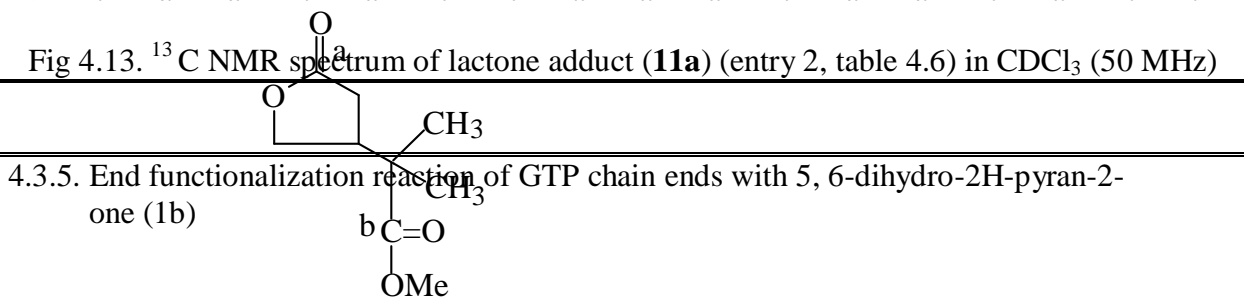 O
a
Fig 4.13. ¹³C NMR spectrum of lactone adduct (11a) (entry 2, table 4.6) in CDCl₃ (50 MHz)
O
CH3
4.3.5. End functionalization reaction of GTP chain ends with 5, 6-dihydro-2H-pyran-2-
CH₃
one (1b)
b C=O
OMe